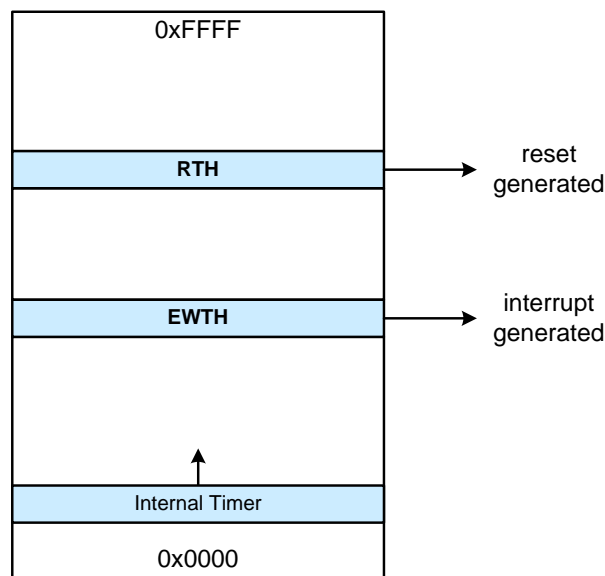 0xFFFF
RTH
reset
generated
EWTH
interrupt
generated
Internal Timer
0x0000